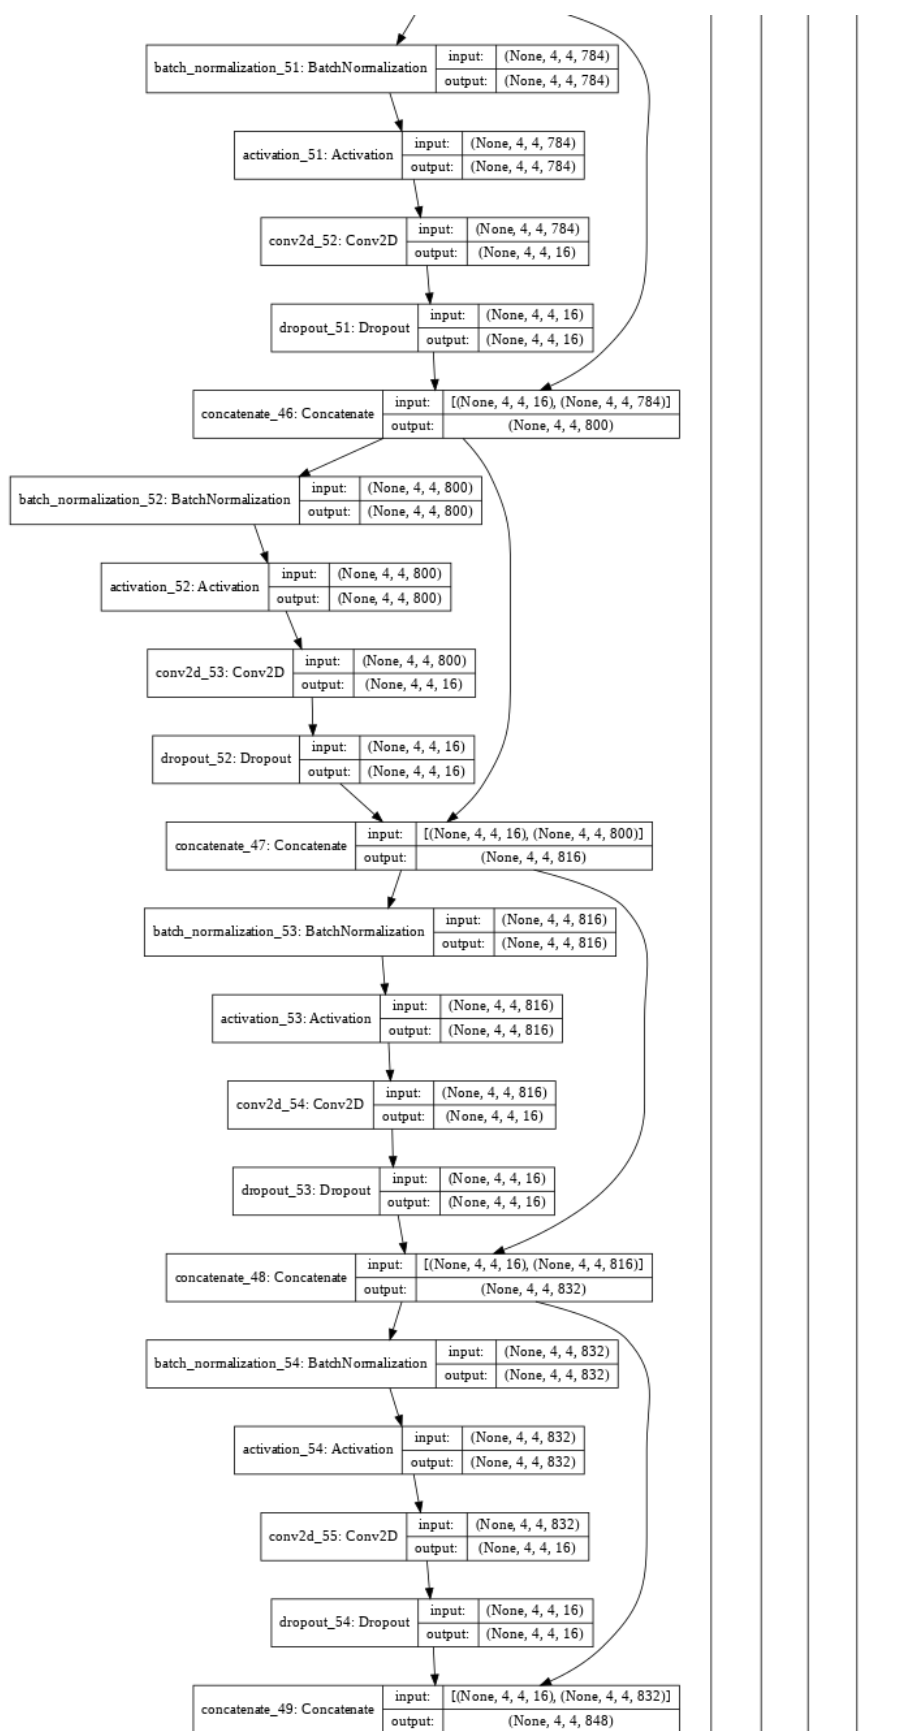 batch_normalization_51: BatchNormalization input: (None, 4, 4, 784)
output: (None, 4, 4, 784)
activation_51: Activation input: (None, 4, 4, 784)
output: (None, 4, 4, 784)
conv2d_52: Conv2D input: (None, 4, 4, 784)
output: (None, 4, 4, 16)
dropout_51: Dropout input: (None, 4, 4, 16)
output: (None, 4, 4, 16)
concatenate_46: Concatenate input: [(None, 4, 4, 16), (None, 4, 4, 784)]
output: (None, 4, 4, 800)
batch_normalization_52: BatchNormalization input: (None, 4, 4, 800)
output: (None, 4, 4, 800)
activation_52: Activation input: (None, 4, 4, 800)
output: (None, 4, 4, 800)
conv2d_53: Conv2D input: (None, 4, 4, 800)
output: (None, 4, 4, 16)
dropout_52: Dropout input: (None, 4, 4, 16)
output: (None, 4, 4, 16)
concatenate_47: Concatenate input: [(None, 4, 4, 16), (None, 4, 4, 800)]
output: (None, 4, 4, 816)
batch_normalization_53: BatchNormalization input: (None, 4, 4, 816)
output: (None, 4, 4, 816)
activation_53: Activation input: (None, 4, 4, 816)
output: (None, 4, 4, 816)
conv2d_54: Conv2D input: (None, 4, 4, 816)
output: (None, 4, 4, 16)
dropout_53: Dropout input: (None, 4, 4, 16)
output: (None, 4, 4, 16)
concatenate_48: Concatenate input: [(None, 4, 4, 16), (None, 4, 4, 816)]
output: (None, 4, 4, 832)
batch_normalization_54: BatchNormalization input: (None, 4, 4, 832)
output: (None, 4, 4, 832)
activation_54: Activation input: (None, 4, 4, 832)
output: (None, 4, 4, 832)
conv2d_55: Conv2D input: (None, 4, 4, 832)
output: (None, 4, 4, 16)
dropout_54: Dropout input: (None, 4, 4, 16)
output: (None, 4, 4, 16)
concatenate_49: Concatenate input: [(None, 4, 4, 16), (None, 4, 4, 832)]
output: (None, 4, 4, 848)